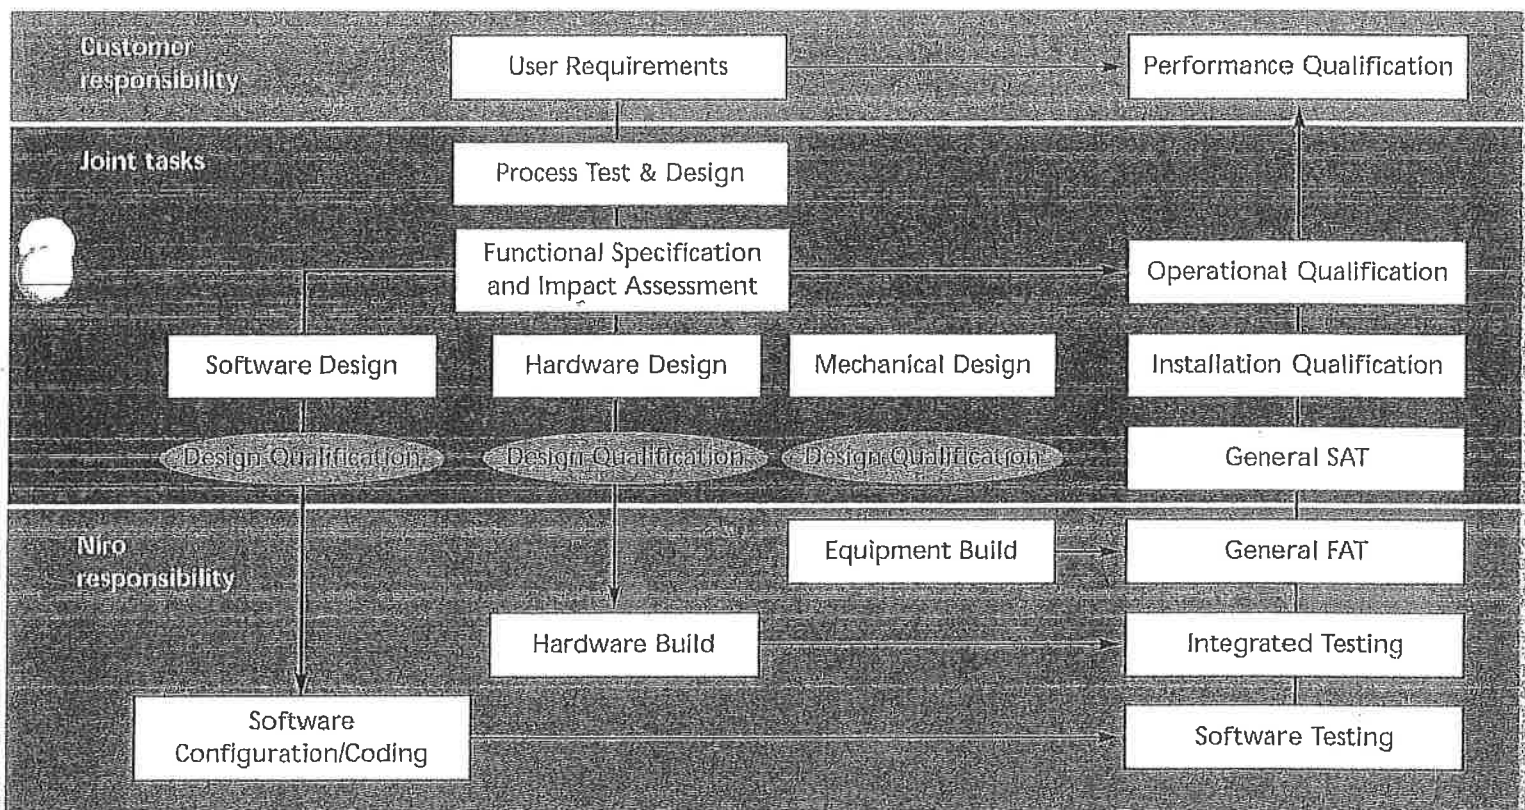 Customer
responsibility
User Requirements
Performance Qualification
Joint tasks
Process Test & Design
Functional Specification
and Impact Assessment
Operational Qualification
Software Design
Hardware Design
Mechanical Design
Installation Qualification
Design Qualification
Design Qualification
Design Qualification
General SAT
Niro
responsibility
Equipment Build
General FAT
Hardware Build
Integrated Testing
Software
Configuration/Coding
Software Testing